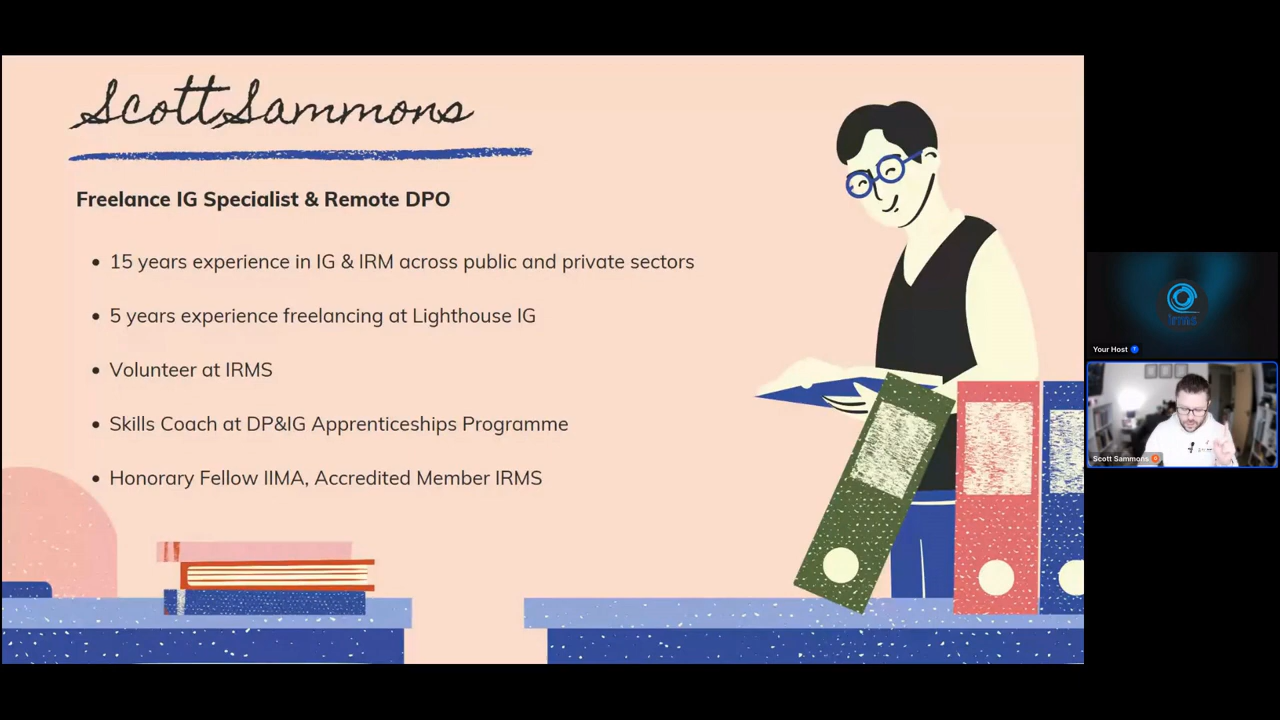 Scott Sammons
Freelance IG Specialist & Remote DPO
• 15 years experience in IG & IRM across public and private sectors
• 5 years experience freelancing at Lighthouse IG
• Volunteer at IRMS
• Skills Coach at DP&IG Apprenticeships Programme
• Honorary Fellow IIMA, Accredited Member IRMS
irms
Your Host
Scott Sammons